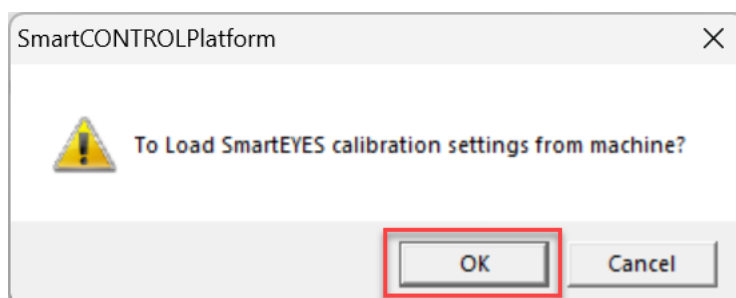 SmartCONTROLPlatform
To Load SmartEYES calibration settings from machine?
OK
Cancel